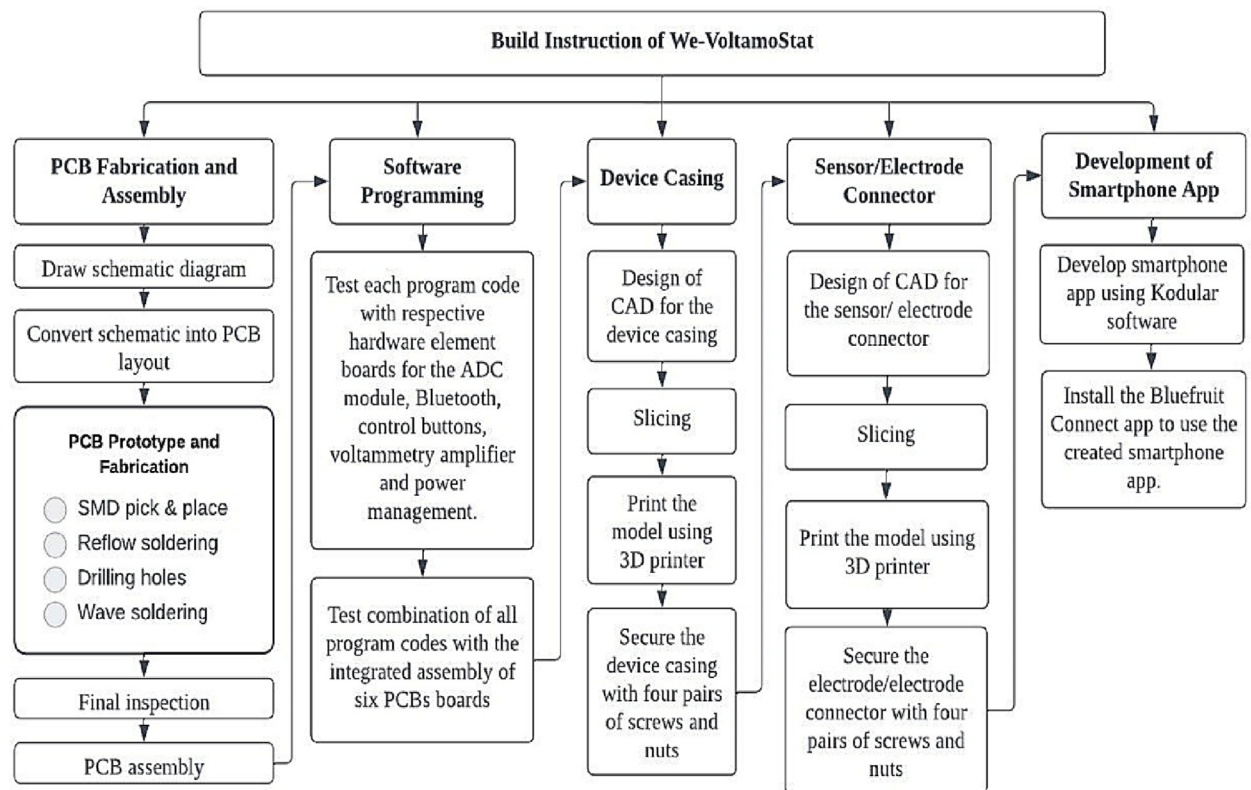 Build Instruction of We-VoltamoStat
PCB Fabrication and
Assembly
Draw schematic diagram
Convert schematic into PCB
layout
PCB Prototype and
Fabrication
SMD pick & place
Reflow soldering
Drilling holes
Wave soldering
Final inspection
PCB assembly
Software
Programming
Test each program code
with respective
hardware element
boards for the ADC
module, Bluetooth,
control buttons,
voltammetry amplifier
and power
management.
Test combination of all
program codes with the
integrated assembly of
six PCBs boards
Device Casing
Design of
CAD for the
device casing
Slicing
Print the
model using
3D printer
Secure the
device casing
with four pairs
of screws and
nuts
Sensor/Electrode
Connector
Design of CAD for
the sensor/ electrode
connector
Slicing
Print the model using
3D printer
Secure the
electrode/electrode
connector with four
pairs of screws and
nuts
Development of
Smartphone App
Develop smartphone
app using Kodular
software
Install the Bluefruit
Connect app to use the
created smartphone
app.